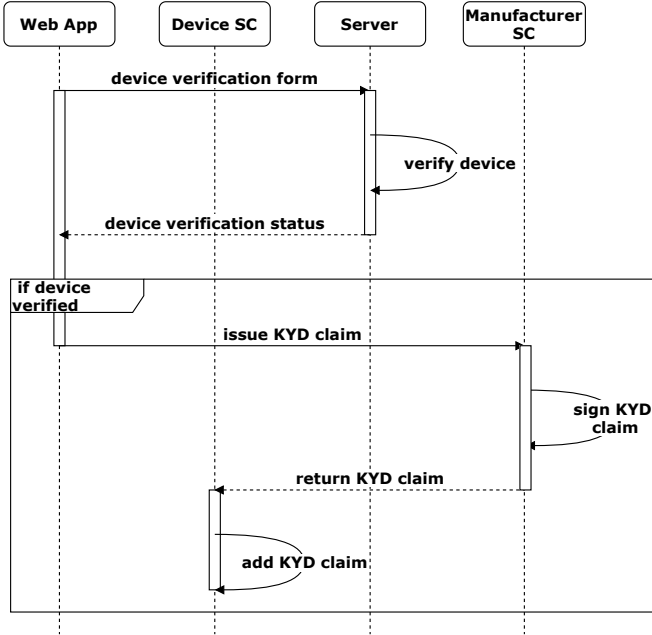 Web App
Device SC
Server
Manufacturer
SC
device verification form
verify device
device verification status
if device
verified
issue KYD claim
sign KYD
claim
return KYD claim
add KYD claim